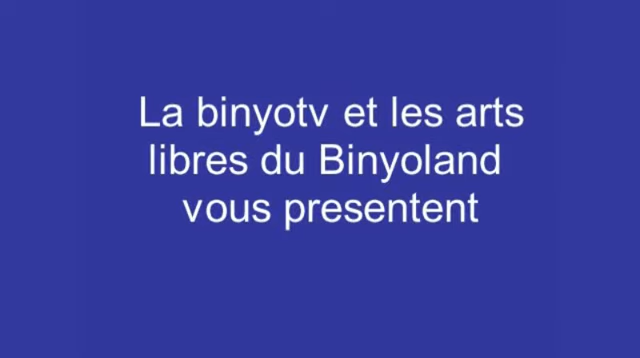 La binyotv et les arts
libres du Binyoland
vous presentent